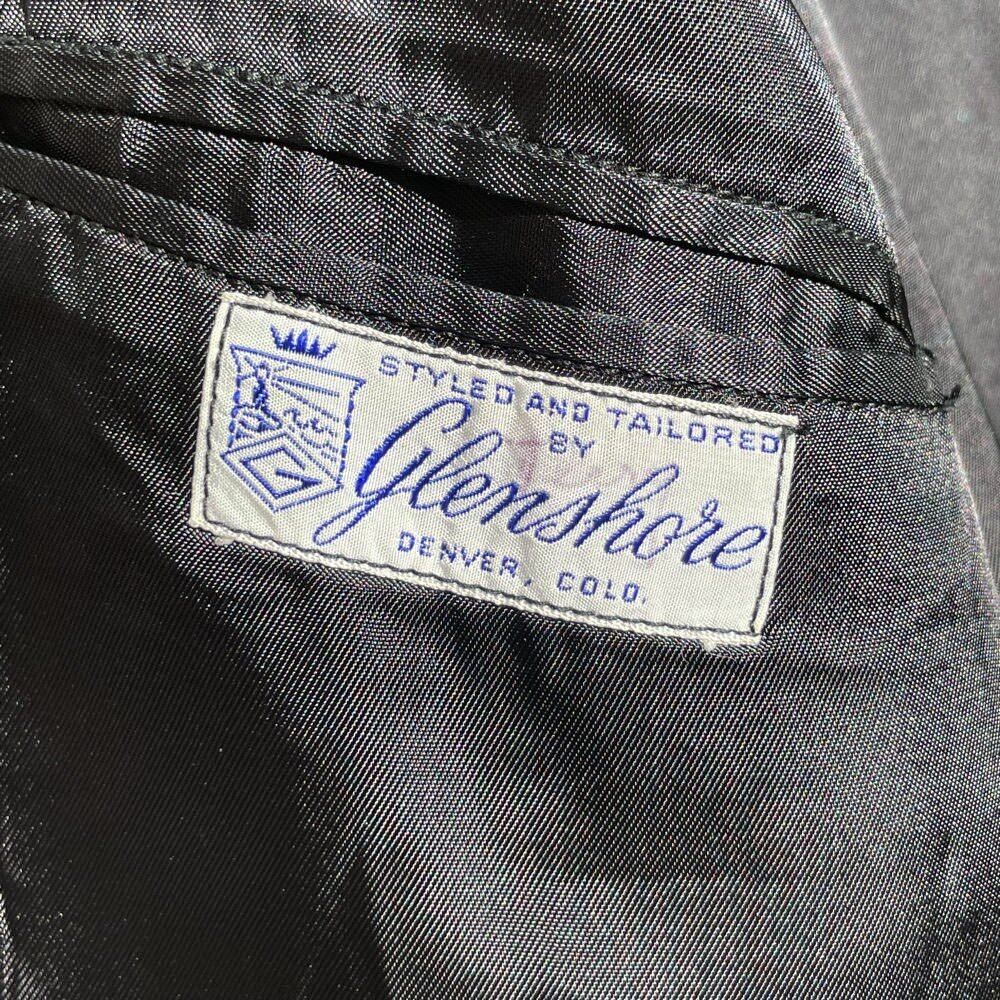 STYLED AND TAILORED
BY
Glenshore
DENVER, COLO.
G